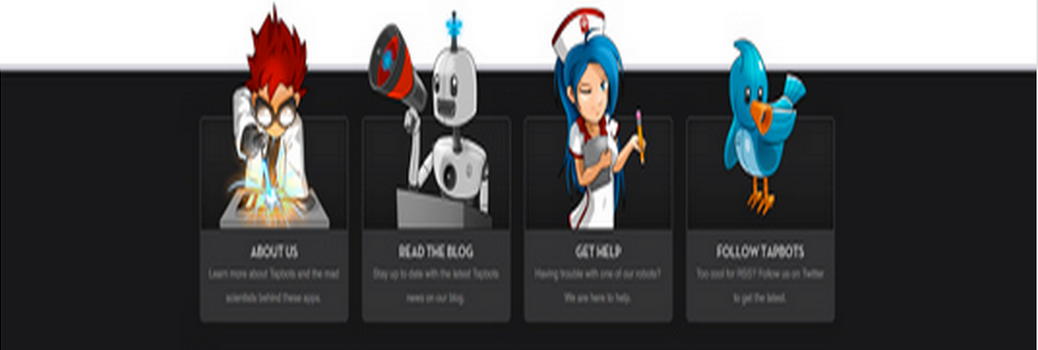 ABOUT US
Learn more about Tapbots and the mad
scientists behind these apps.
READ THE BLOG
Stay up to date with the latest Tapbots
news on our blog.
GET HELP
Having trouble with one of our robots?
We are here to help.
FOLLOW TAPBOTS
Too cool for RSS? Follow us on Twitter
to get the latest.